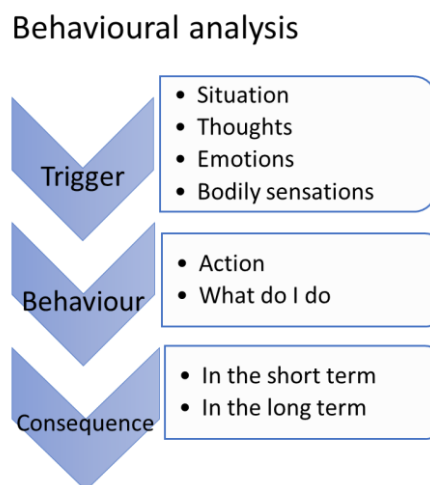 Behavioural analysis
Trigger
• Situation
• Thoughts
• Emotions
• Bodily sensations
Behaviour
• Action
• What do I do
Consequence
• In the short term
• In the long term